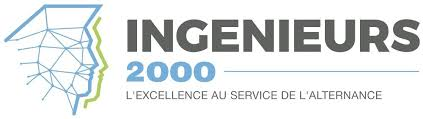 INGENIEURS
2000
L'EXCELLENCE AU SERVICE DE L'ALTERNANCE